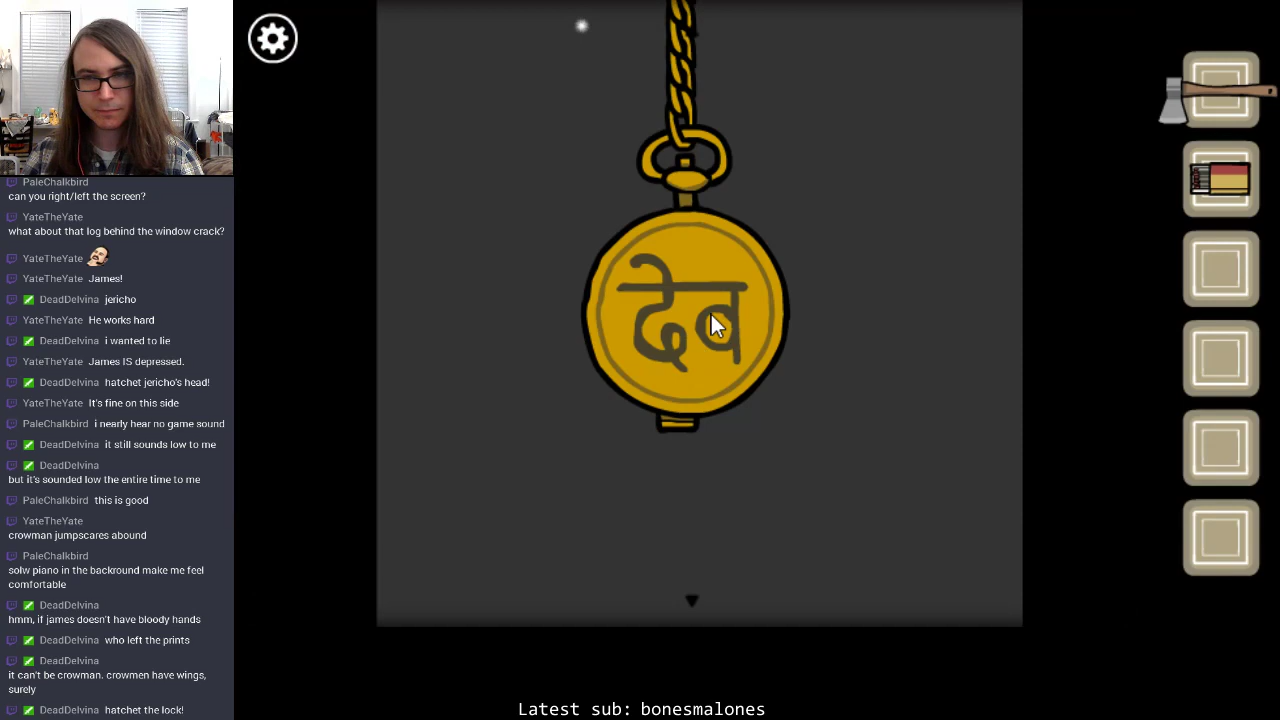 PaleChalkbird
can you right/left the screen?
YateTheYate
what about that log behind the window crack?
YateTheYate
YateTheYate James!
DeadDelvina jericho
YateTheYate He works hard
DeadDelvina i wanted to lie
YateTheYate James IS depressed.
DeadDelvina hatchet jericho's head!
YateTheYate It's fine on this side
PaleChalkbird i nearly hear no game sound
DeadDelvina it still sounds low to me
DeadDelvina
but it's sounded low the entire time to me
PaleChalkbird this is good
YateTheYate
crowman jumpscares abound
PaleChalkbird
solw piano in the backround make me feel
comfortable
DeadDelvina
hmm, if james doesn't have bloody hands
DeadDelvina who left the prints
DeadDelvina
it can't be crowman. crowmen have wings,
surely
DeadDelvina hatchet the lock!
देव
Latest sub: bonesmalones